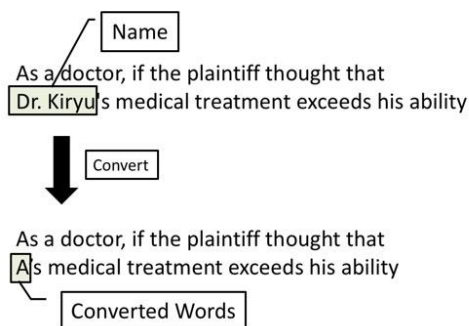 Name
As a doctor, if the plaintiff thought that
Dr. Kiryu's medical treatment exceeds his ability
Convert
As a doctor, if the plaintiff thought that
A's medical treatment exceeds his ability
Converted Words